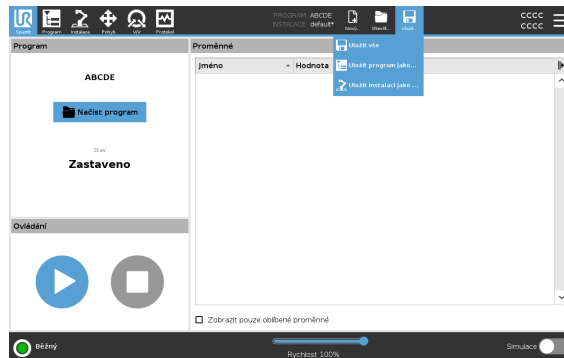 PROGRAM ABCDE
INSTALACE default*
CCCC
CCCC
Spustit Program Instalace Pohyb V/V Protokol Nový.. Otevřít.. Uložit..
Program
Proměnné
Uložit vše
Uložit program jako...
Uložit instalaci jako ...
Jméno Hodnota
ABCDE
Načíst program
Stav
Zastaveno
Ovládání
Zobrazit pouze oblíbené proměnné
Běžný
Rychlost 100%
Simulace